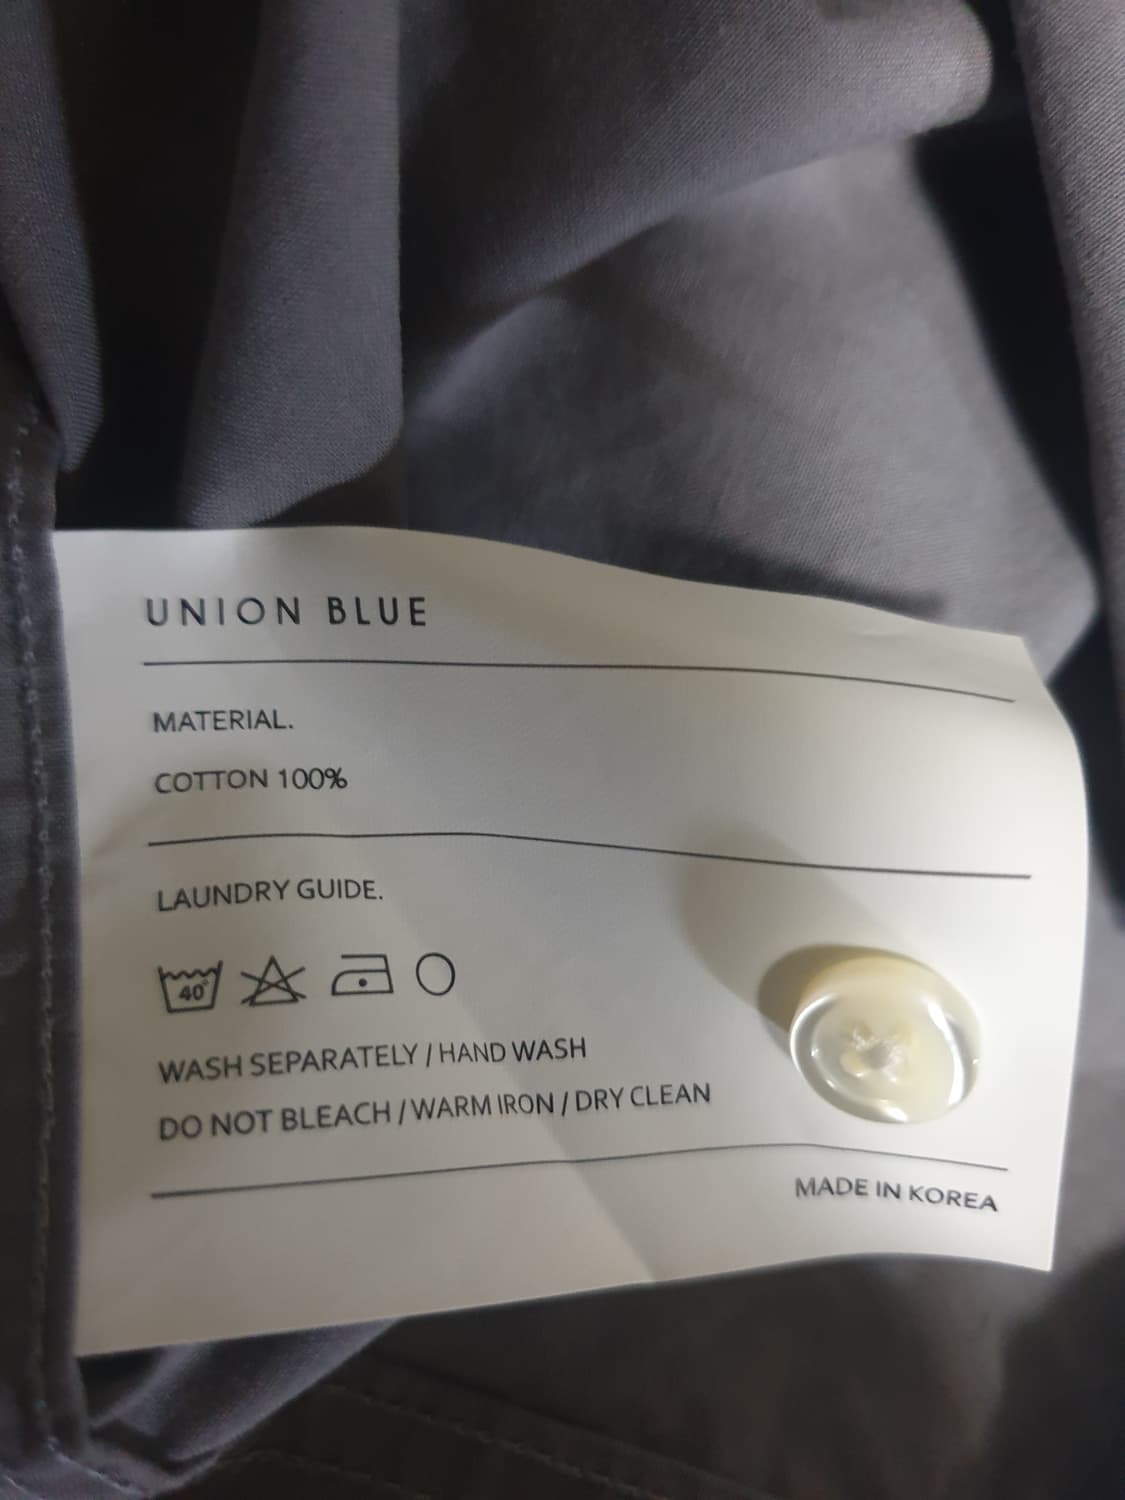 UNION BLUE
MATERIAL.
COTTON 100%
LAUNDRY GUIDE.
40°
WASH SEPARATELY / HAND WASH
DO NOT BLEACH / WARM IRON / DRY CLEAN
MADE IN KOREA